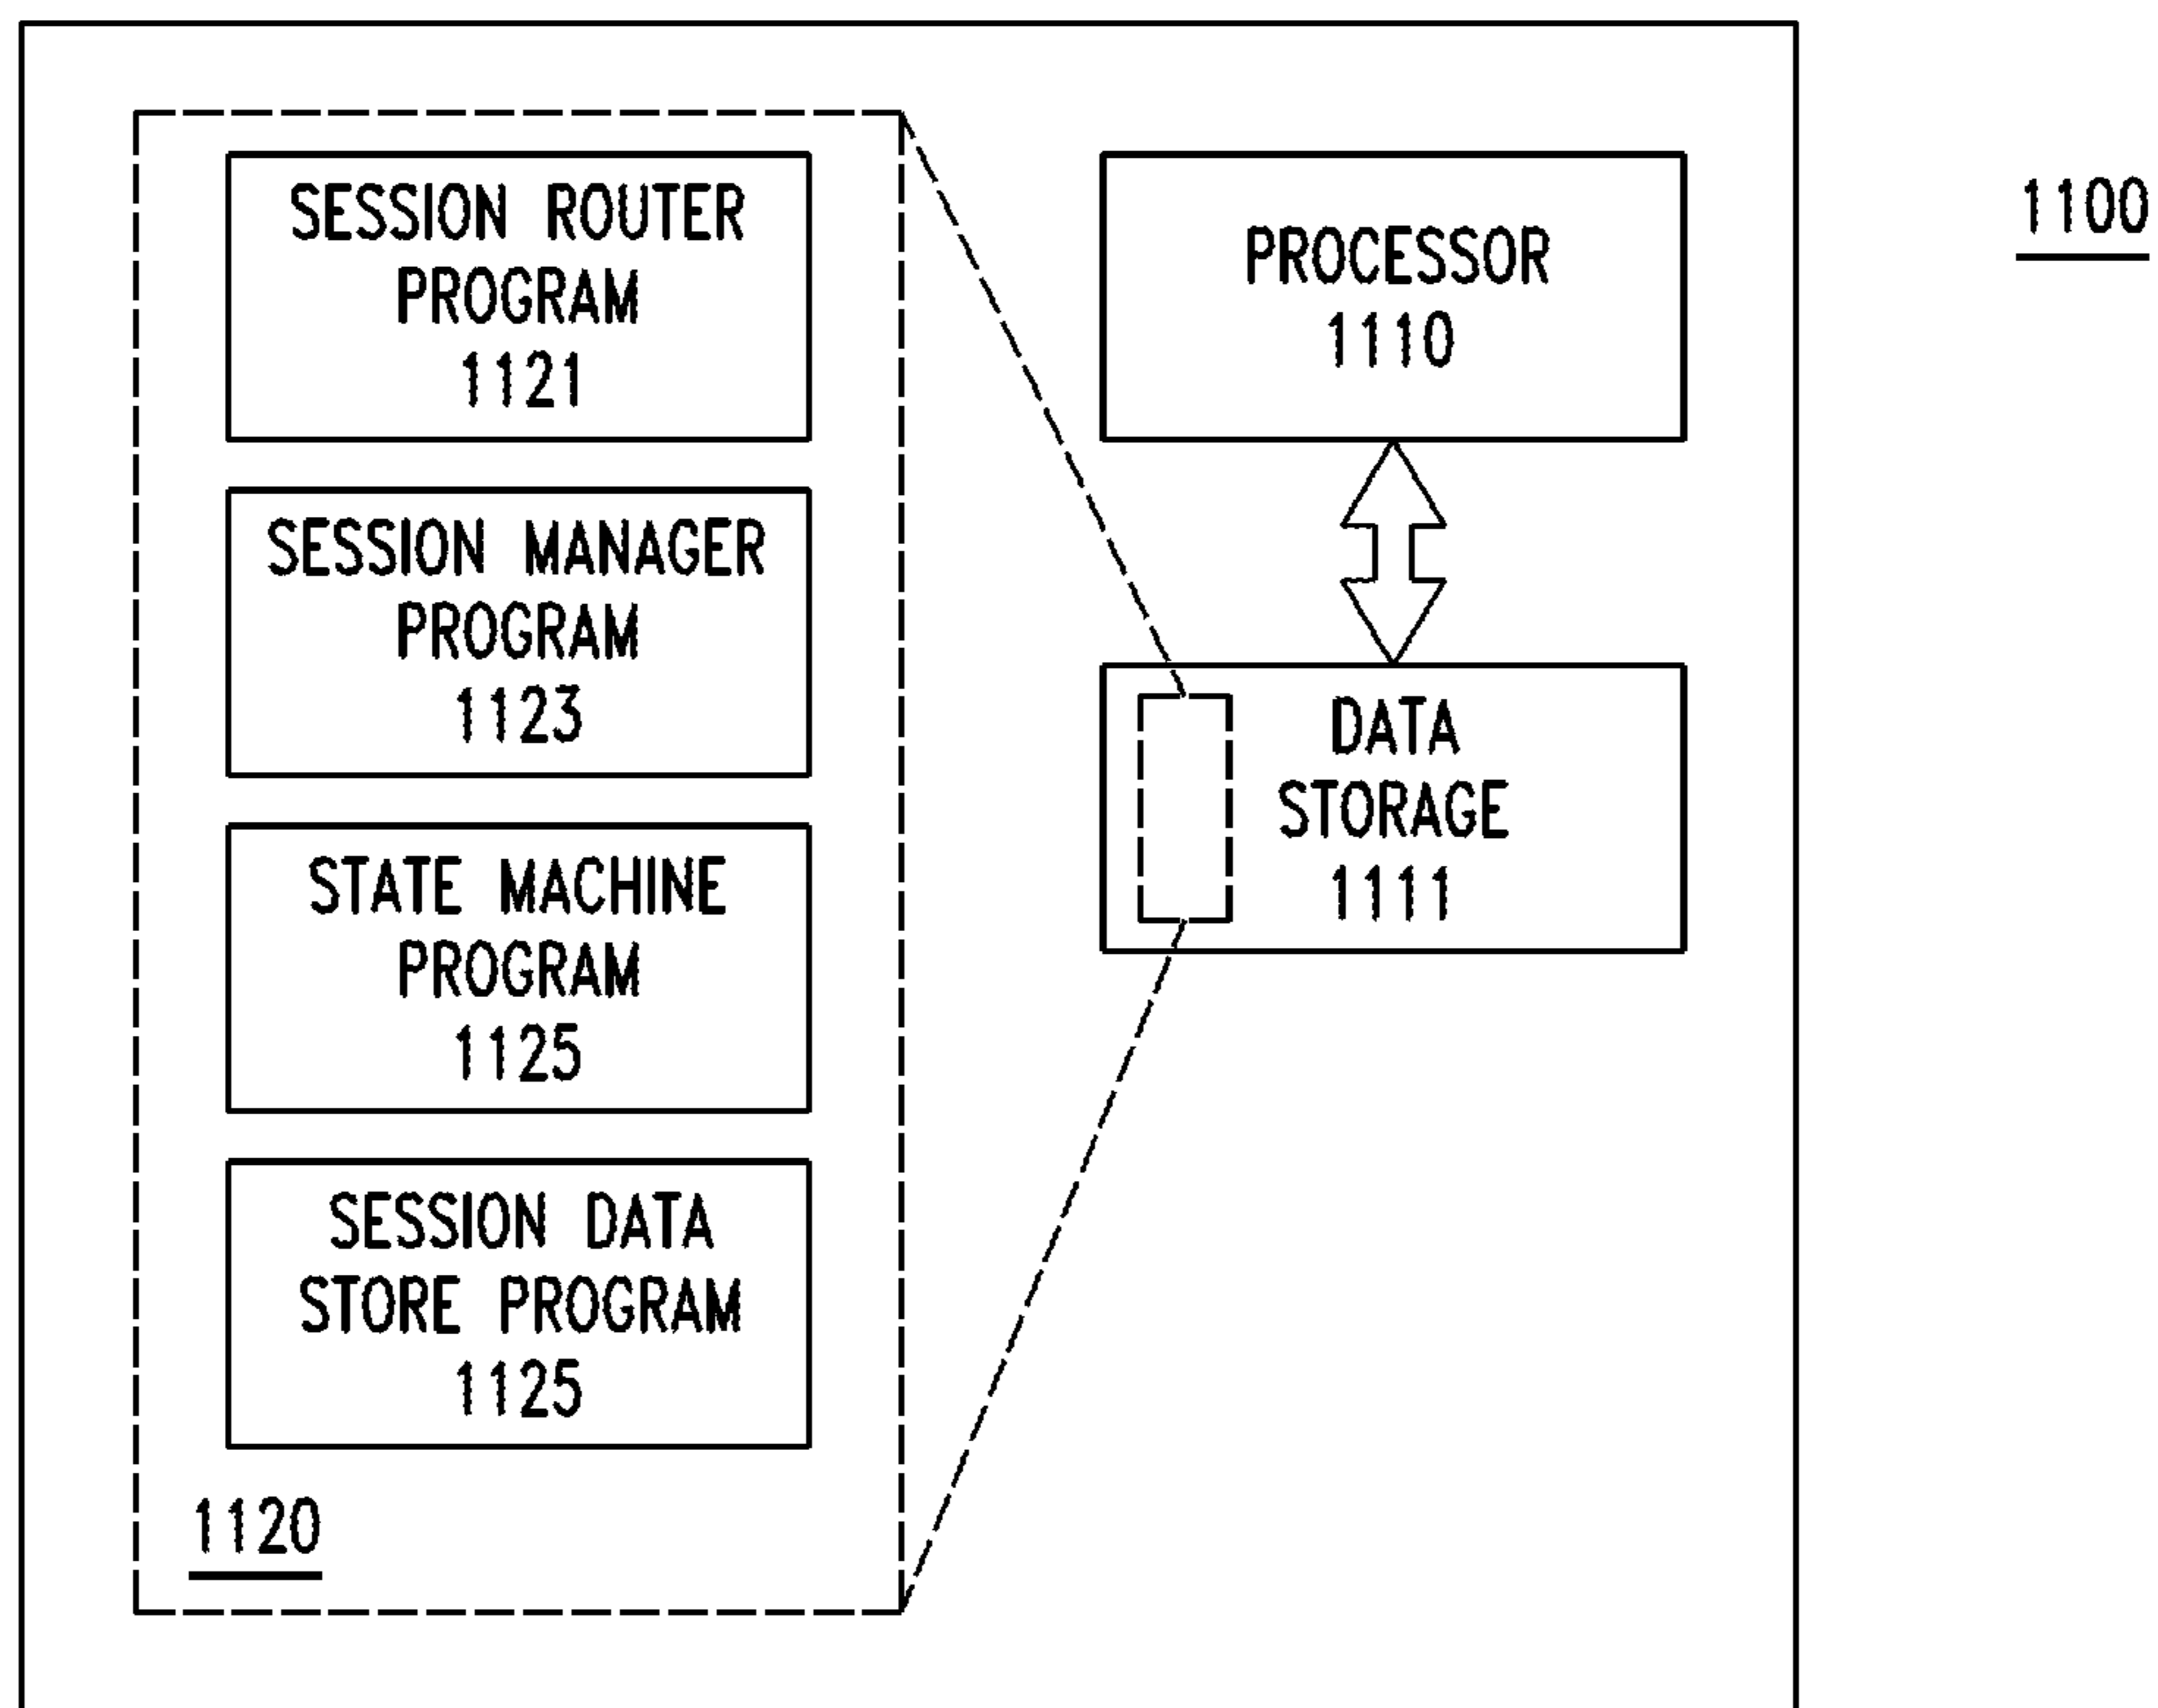 SESSION ROUTER
PROGRAM
1121
SESSION MANAGER
PROGRAM
1123
STATE MACHINE
PROGRAM
1125
SESSION DATA
STORE PROGRAM
1125
1120
PROCESSOR
1110
DATA
STORAGE
1111
1100